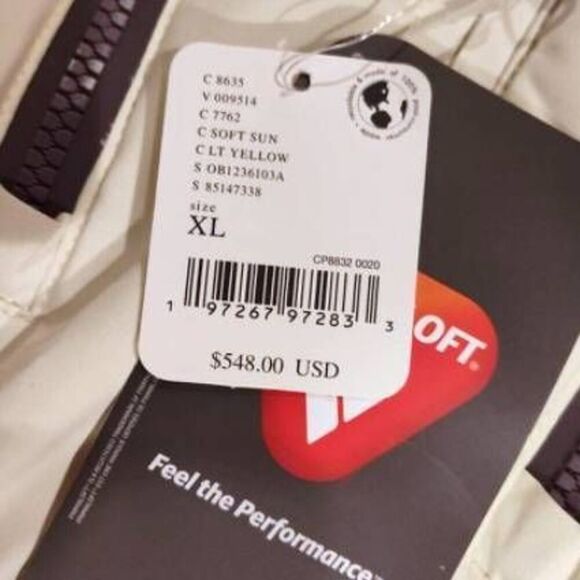 C 8635
V 009514
C 7762
C SOFT SUN
C LT YELLOW
S OB1236103A
S 85147338
size
XL
CP8832 0020
1 97267 97283 3
$548.00 USD
OFT®
Feel the Performance